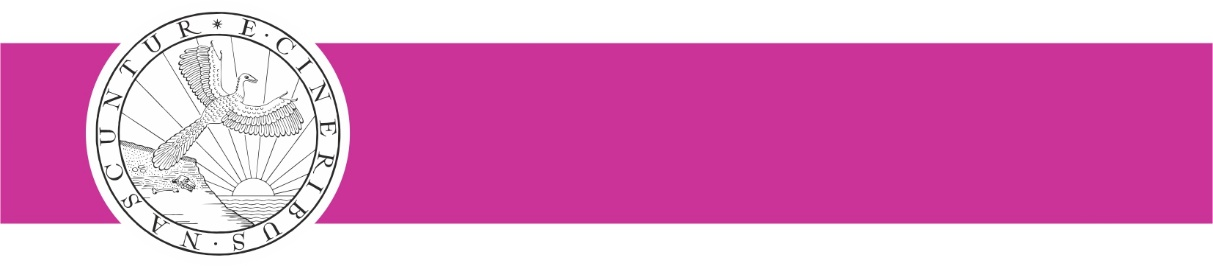 E · CINERIBUS · NASCUNTUR *